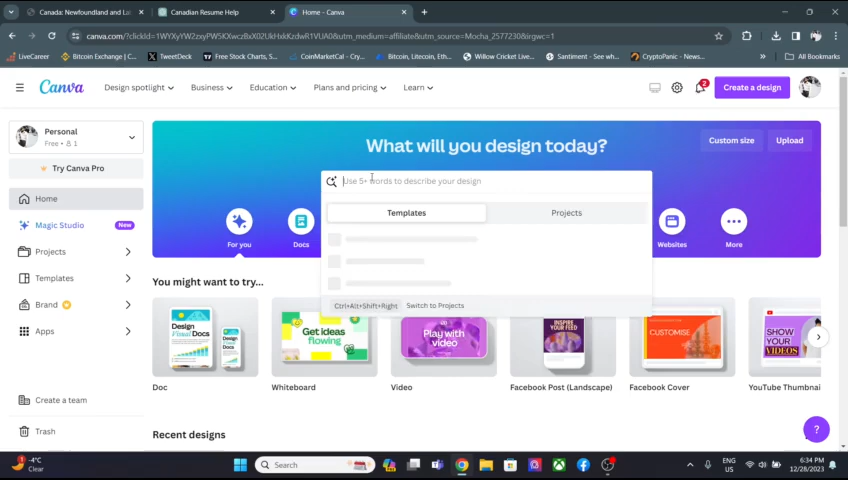 Canada: Newfoundland and La
Canadian Resume Help
Home - Canva
canva.com/?clickId=1WYXyYW2zxyPW5KXwczBxX02UkHxKkzdwR1VUA0&utm_medium=affiliate&utm_source=Mocha_2577230&irgwc=1
LiveCareer
Bitcoin Exchange | C...
TweetDeck
Free Stock Charts, S...
CoinMarketCal - Cry...
Bitcoin, Litecoin, Eth...
Willow Cricket Live...
Santiment - See wh...
CryptoPanic - News...
All Bookmarks
Canva
Design spotlight
Business
Education
Plans and pricing
Learn
2
Create a design
Personal
Free • 1
Try Canva Pro
Home
Magic Studio
New
Projects
Templates
Brand
Apps
Create a team
Trash
What will you design today?
Custom size
Upload
Use 5+ words to describe your design
Templates
Projects
Ctrl+Alt+Shift+Right
Switch to Projects
For you
Docs
Websites
More
You might want to try...
Design
Visual
Docs
Get ideas
flowing
Play with
video
INSPIRE
YOUR FEED
CUSTOMISE
SHOW
YOUR
VIDEOS
Doc
Whiteboard
Video
Facebook Post (Landscape)
Facebook Cover
YouTube Thumbnai
Recent designs
?
1
-4°C
Clear
Search
ENG
US
6:34 PM
12/28/2023